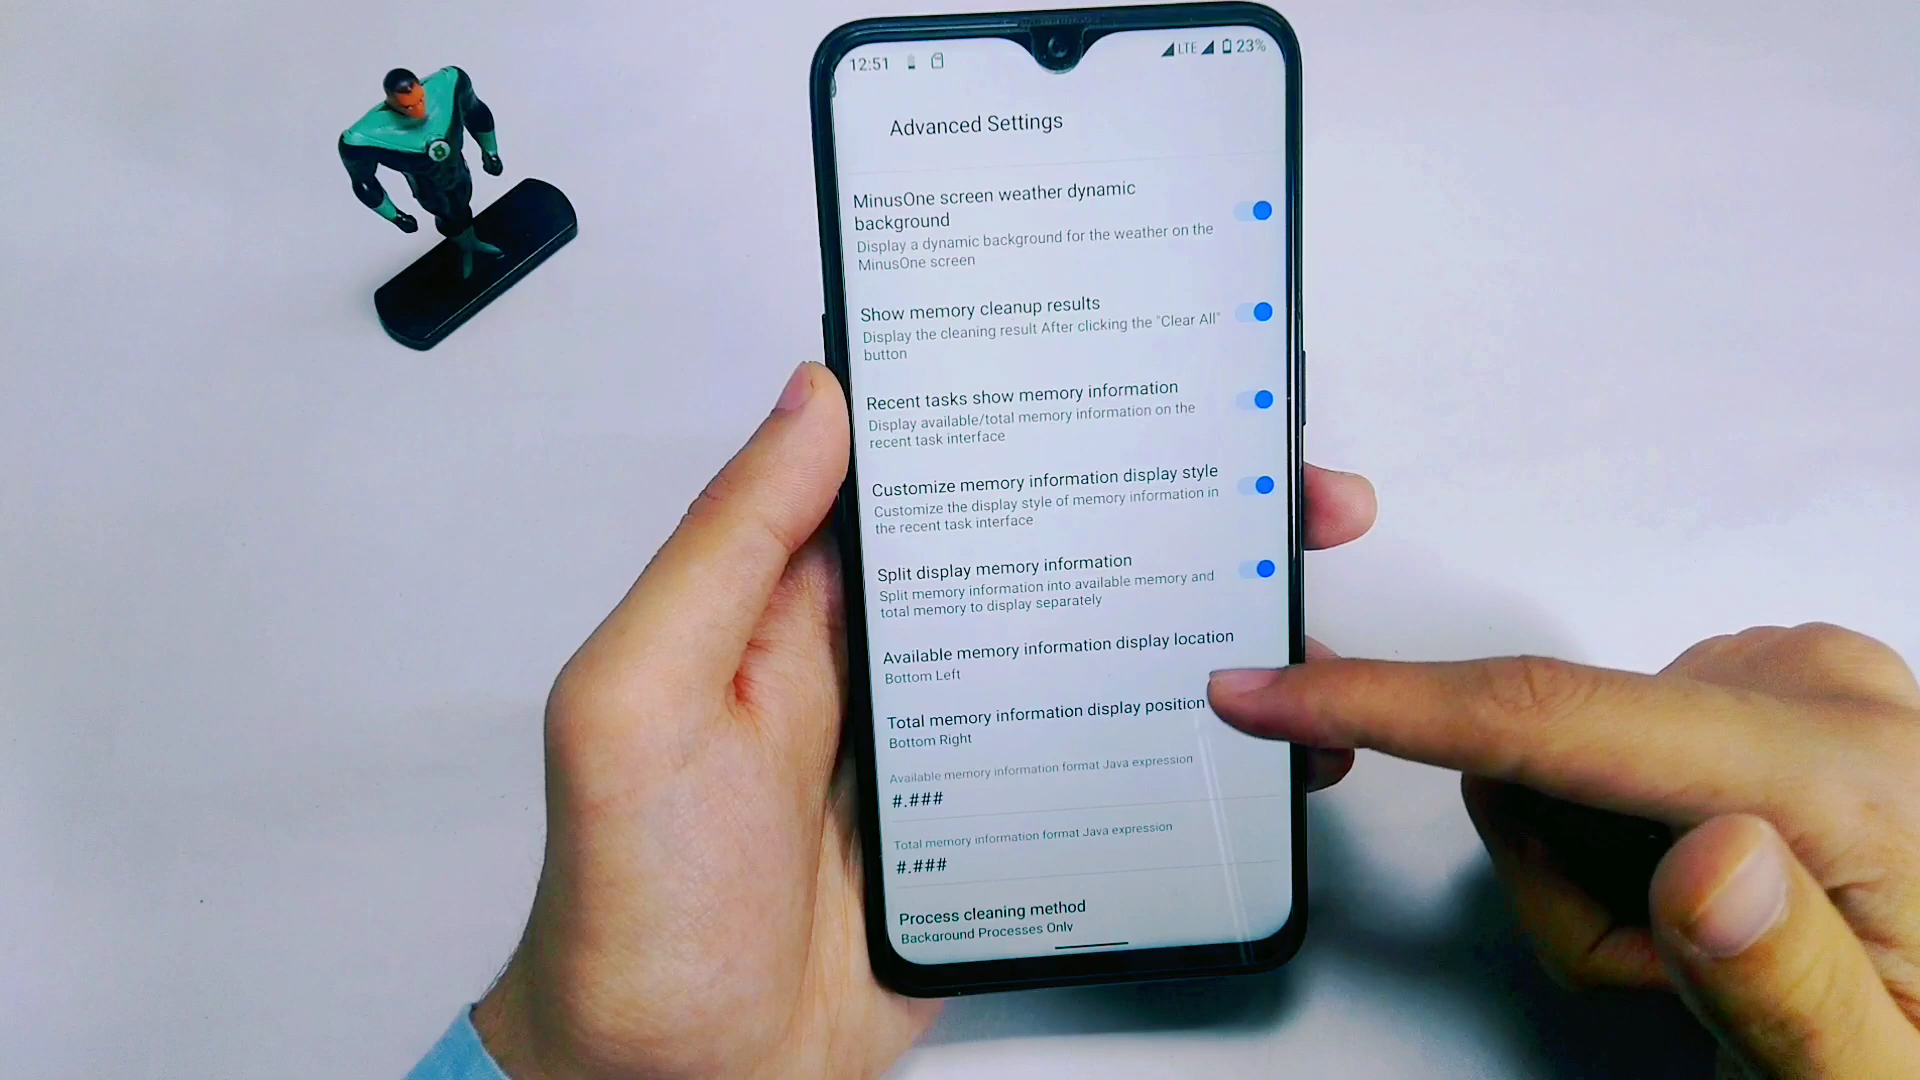 12:51 LTE 23%
Advanced Settings
MinusOne screen weather dynamic
background
Display a dynamic background for the weather on the
MinusOne screen
Show memory cleanup results
Display the cleaning result After clicking the "Clear All"
button
Recent tasks show memory information
Display available/total memory information on the
recent task interface
Customize memory information display style
Customize the display style of memory information in
the recent task interface
Split display memory information
Split memory information into available memory and
total memory to display separately
Available memory information display location
Bottom Left
Total memory information display position
Bottom Right
Available memory information format Java expression
#.###
Total memory information format Java expression
#.###
Process cleaning method
Background Processes Only